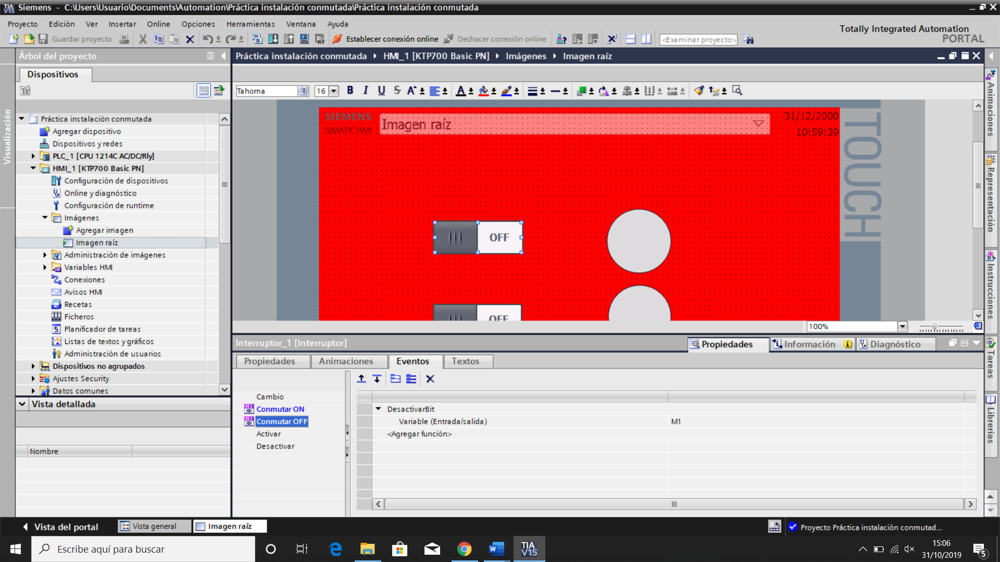 Siemens - C:\Users\Usuario\Documents\Automation\Práctica instalación conmutada\Práctica instalación conmutada
Proyecto Edición Ver Insertar Online Opciones Herramientas Ventana Ayuda
Totally Integrated Automation
PORTAL
Guardar proyecto
Establecer conexión online
Deshacer conexión online
<Examinar proyecto>
Árbol del proyecto
Práctica instalación conmutada HMI_1 [KTP700 Basic PN] Imágenes Imagen raíz
Dispositivos
Tahoma
16
B I U S A
Visualización
Práctica instalación conmutada
Agregar dispositivo
Dispositivos y redes
PLC_1 [CPU 1214C AC/DC/Rly]
HMI_1 [KTP700 Basic PN]
Configuración de dispositivos
Online y diagnóstico
Configuración de runtime
Imágenes
Agregar imagen
Imagen raíz
Administración de imágenes
Variables HMI
Conexiones
Avisos HMI
Recetas
Ficheros
Planificador de tareas
Listas de textos y gráficos
Administración de usuarios
Dispositivos no agrupados
Ajustes Security
Datos comunes
Vista detallada
Nombre
SIEMENS
SIMATIC HMI
Imagen raíz
31/12/2000
10:59:39
TOUCH
OFF
OFF
100%
Animaciones
Representación
Instrucciones
Tareas
Librerías
Interruptor_1 [Interruptor]
Propiedades
Información
Diagnóstico
Propiedades Animaciones Eventos Textos
Cambio
Conmutar ON
Conmutar OFF
Activar
Desactivar
DesactivarBit
Variable (Entrada/salida) M1
<Agregar función>
Vista del portal
Vista general
Imagen raíz
Proyecto Práctica instalación conmutad...
Escribe aquí para buscar
TIA
V15
15:06
31/10/2019
5